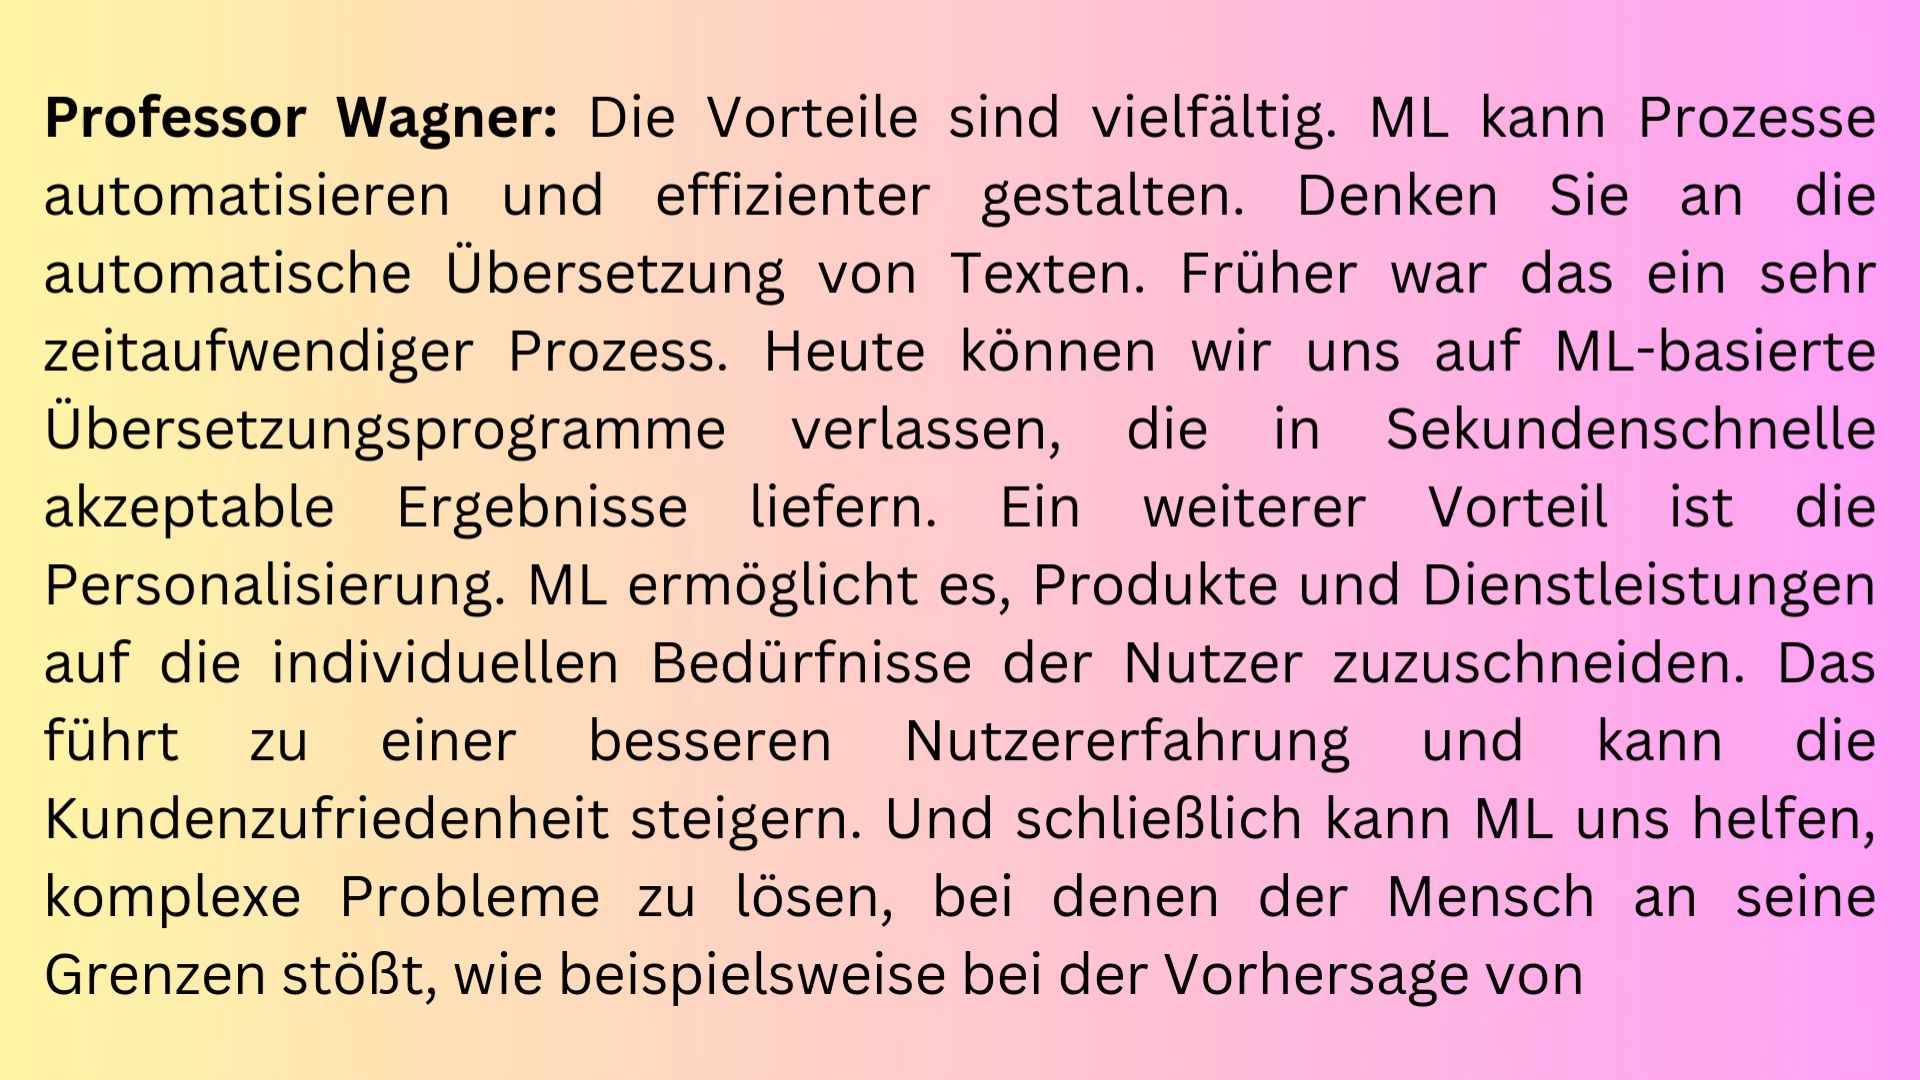 Professor Wagner: Die Vorteile sind vielfältig. ML kann Prozesse
automatisieren und effizienter gestalten. Denken Sie an die
automatische Übersetzung von Texten. Früher war das ein sehr
zeitaufwendiger Prozess. Heute können wir uns auf ML-basierte
Übersetzungsprogramme verlassen, die in Sekundenschnelle
akzeptable Ergebnisse liefern. Ein weiterer Vorteil ist die
Personalisierung. ML ermöglicht es, Produkte und Dienstleistungen
auf die individuellen Bedürfnisse der Nutzer zuzuschneiden. Das
führt zu einer besseren Nutzererfahrung und kann die
Kundenzufriedenheit steigern. Und schließlich kann ML uns helfen,
komplexe Probleme zu lösen, bei denen der Mensch an seine
Grenzen stößt, wie beispielsweise bei der Vorhersage von